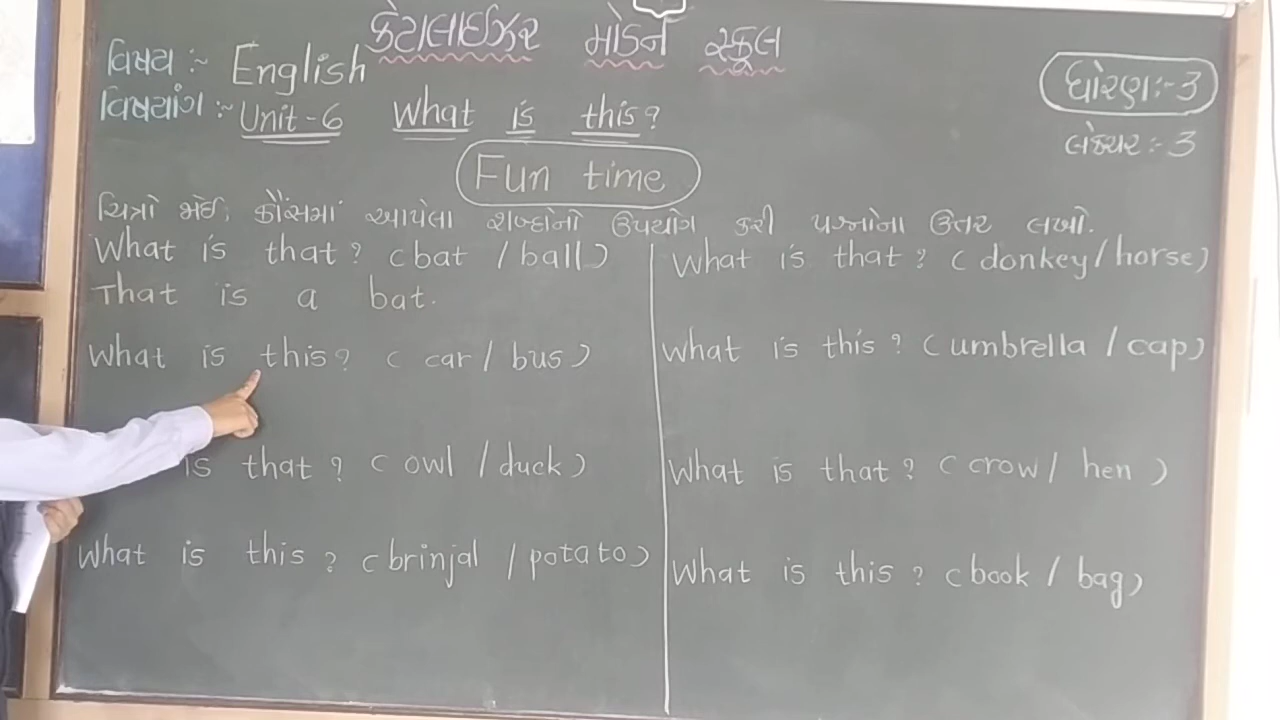 કેટાલાઈઝર મોર્ડન સ્કૂલ
વિષય :- English
ધોરણ :- 3
વિષયાંગ :- Unit - 6 What is this?
લેક્ચર :- 3
Fun time
ચિત્રો જોઈ, કૌંસમાં આપેલા શબ્દોનો ઉપયોગ કરી પ્રશ્નોના ઉત્તર લખો.
What is that? (bat / ball)
That is a bat.
What is this? ( car / bus )
is that? ( owl / duck )
What is this? (brinjal / potato)
What is that? ( donkey / horse)
What is this? ( umbrella / cap)
What is that? ( crow / hen )
What is this? (book / bag)